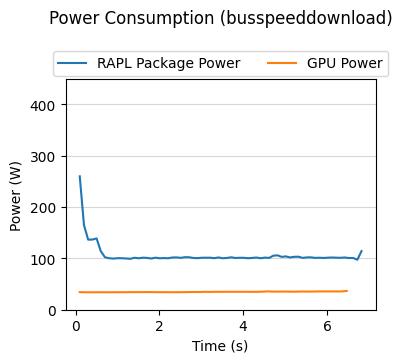 Power Consumption (busspeeddownload)
RAPL Package Power
GPU Power
400
300
200
100
0
Power (W)
0
2
4
6
Time (s)